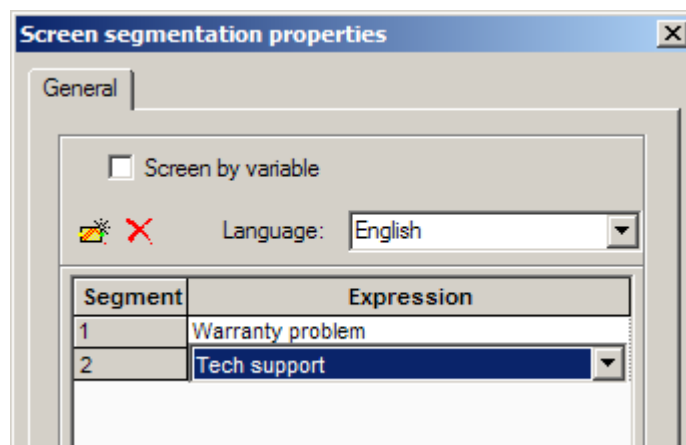 Screen segmentation properties
General
Screen by variable
Language: English
Segment Expression
1 Warranty problem
2 Tech support